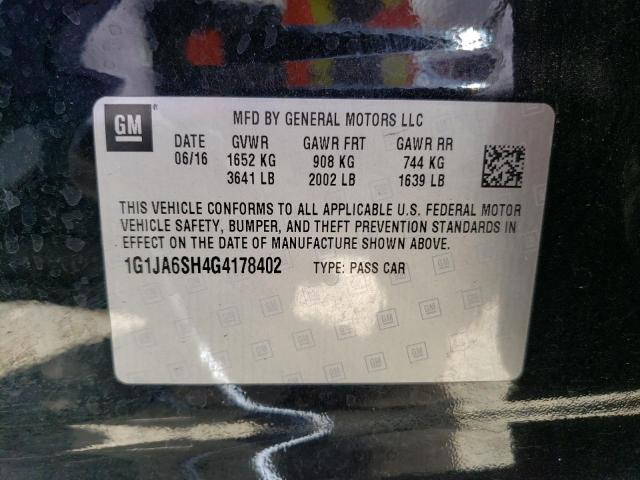 GM ® MFD BY GENERAL MOTORS LLC
DATE GVWR GAWR FRT GAWR RR
06/16 1652 KG 908 KG 744 KG
3641 LB 2002 LB 1639 LB
THIS VEHICLE CONFORMS TO ALL APPLICABLE U.S. FEDERAL MOTOR
VEHICLE SAFETY, BUMPER, AND THEFT PREVENTION STANDARDS IN
EFFECT ON THE DATE OF MANUFACTURE SHOWN ABOVE.
1G1JA6SH4G4178402 TYPE: PASS CAR